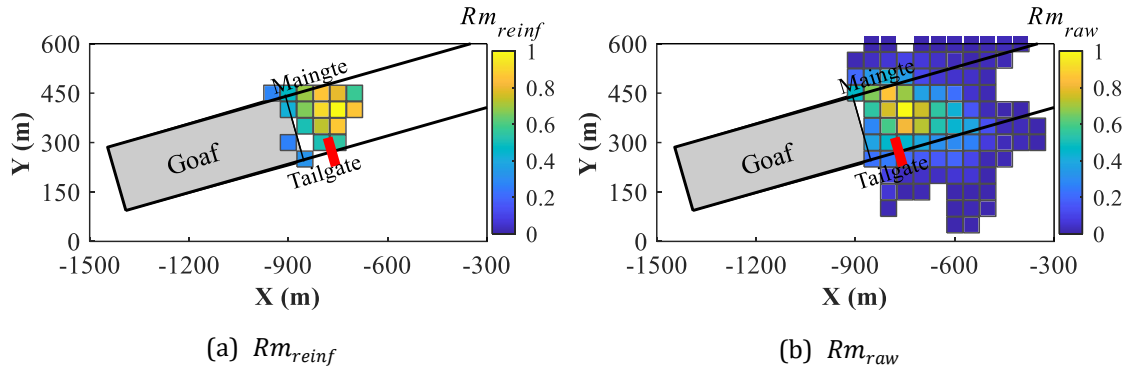 Rm_reinf
600
450
300
150
0
Y (m)
Maingte
Goaf
Tailgate
1
0.8
0.6
0.4
0.2
0
-1500 -1200 -900 -600 -300
X (m)
(a) Rm_reinf
Rm_raw
600
450
300
150
0
Y (m)
Maingte
Goaf
Tailgate
1
0.8
0.6
0.4
0.2
0
-1500 -1200 -900 -600 -300
X (m)
(b) Rm_raw